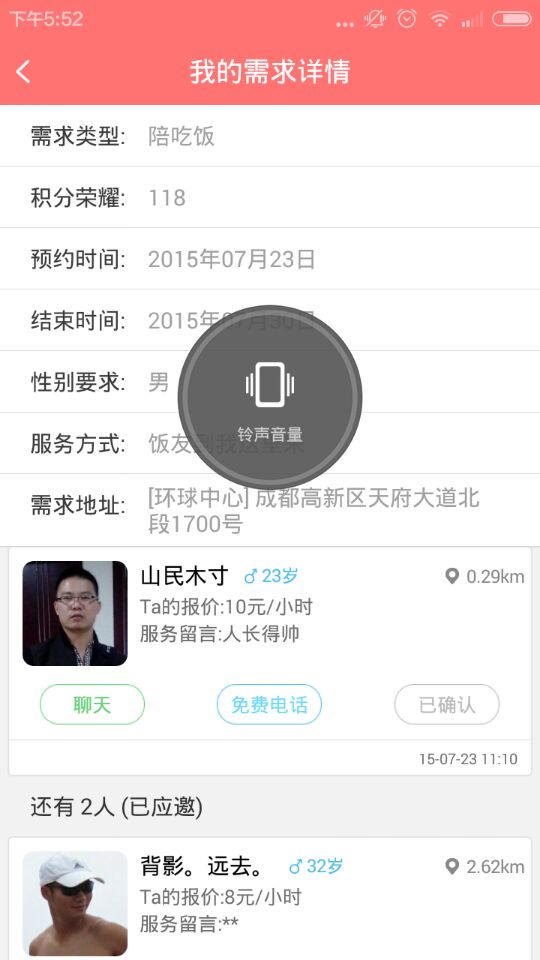 下午5:52
我的需求详情
需求类型: 陪吃饭
积分荣耀: 118
预约时间: 2015年07月23日
结束时间: 2015年07月30日
性别要求: 男
铃声音量
服务方式: 饭友到我这里来
需求地址: [环球中心] 成都高新区天府大道北
段1700号
山民木寸 ♂23岁 0.29km
Ta的报价:10元/小时
服务留言:人长得帅
聊天 免费电话 已确认
15-07-23 11:10
还有 2人 (已应邀)
背影。远去。 ♂32岁 2.62km
Ta的报价:8元/小时
服务留言:**